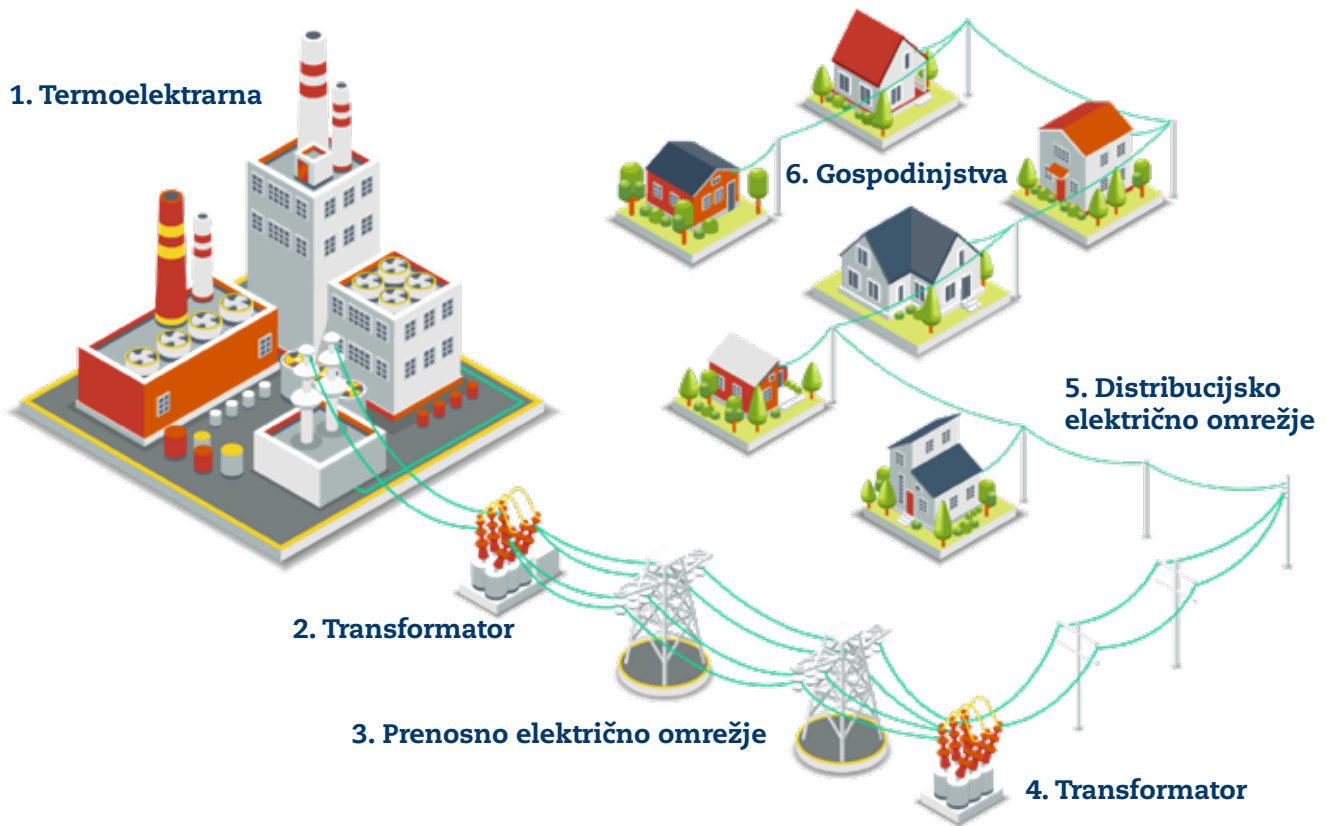 1. Termoelektrarna
2. Transformator
3. Prenosno električno omrežje
4. Transformator
5. Distribucijsko
električno omrežje
6. Gospodinjstva